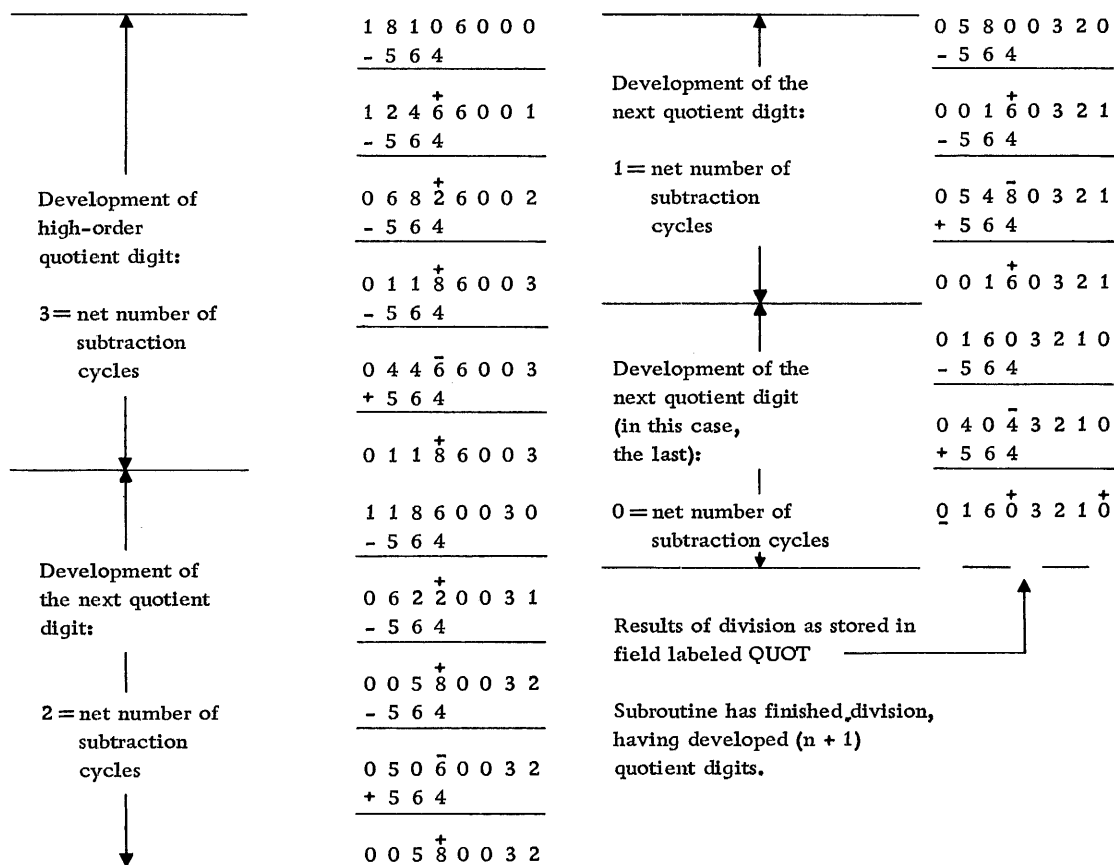 1 8 1 0 6 0 0 0
- 5 6 4
+
1 2 4 6 6 0 0 1
- 5 6 4
+
0 6 8 2 6 0 0 2
- 5 6 4
+
0 1 1 8 6 0 0 3
- 5 6 4
-
0 4 4 6 6 0 0 3
+ 5 6 4
+
0 1 1 8 6 0 0 3
Development of
high-order
quotient digit:
3 = net number of
subtraction
cycles
1 1 8 6 0 0 3 0
- 5 6 4
+
0 6 2 2 0 0 3 1
- 5 6 4
+
0 0 5 8 0 0 3 2
- 5 6 4
-
0 5 0 6 0 0 3 2
+ 5 6 4
+
0 0 5 8 0 0 3 2
Development of
the next quotient
digit:
2 = net number of
subtraction
cycles
0 5 8 0 0 3 2 0
- 5 6 4
+
0 0 1 6 0 3 2 1
- 5 6 4
-
0 5 4 8 0 3 2 1
+ 5 6 4
+
0 0 1 6 0 3 2 1
Development of the
next quotient digit:
1 = net number of
subtraction
cycles
0 1 6 0 3 2 1 0
- 5 6 4
-
0 4 0 4 3 2 1 0
+ 5 6 4
+ +
0 1 6 0 3 2 1 0
Development of the
next quotient digit
(in this case,
the last):
0 = net number of
subtraction cycles
Results of division as stored in
field labeled QUOT
Subroutine has finished division,
having developed (n + 1)
quotient digits.